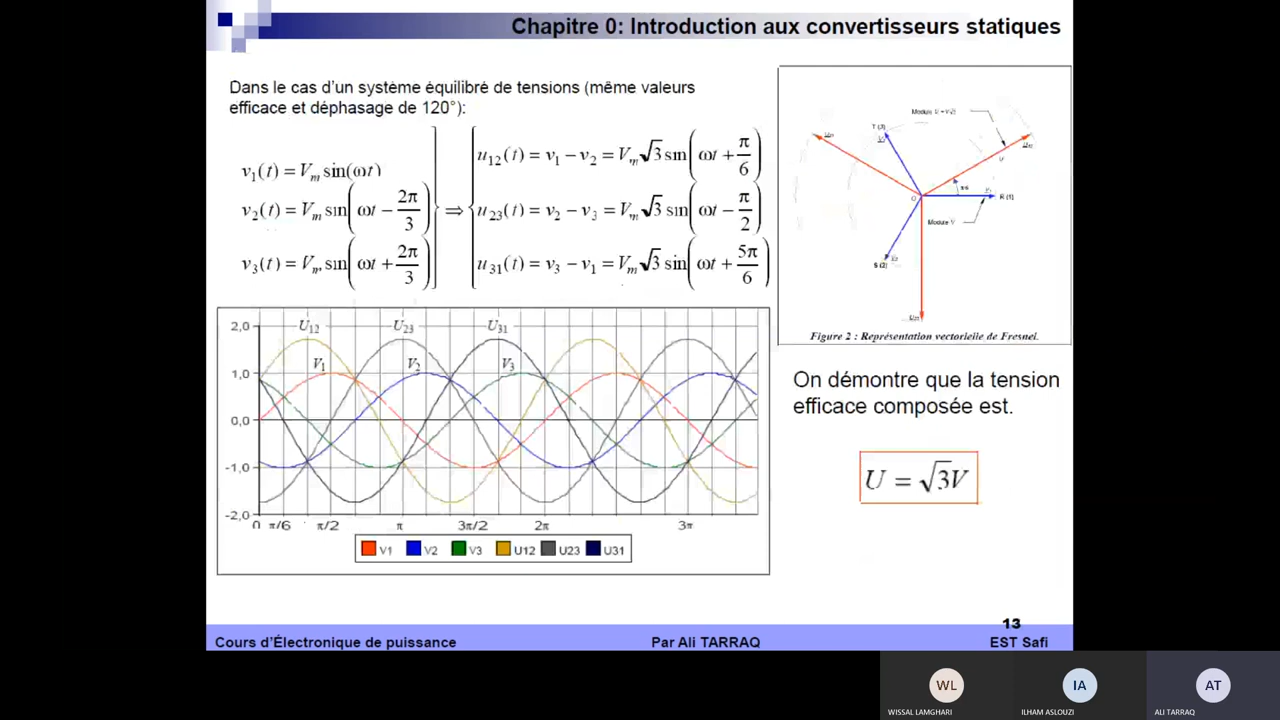 Chapitre 0: Introduction aux convertisseurs statiques
Dans le cas d'un système équilibré de tensions (même valeurs
efficace et déphasage de 120°):
v1(t) = Vm sin(ωt)
v2(t) = Vm sin(ωt − 2π/3)
v3(t) = Vm sin(ωt + 2π/3)
⇒
u12(t) = v1 − v2 = Vm √3 sin(ωt + π/6)
u23(t) = v2 − v3 = Vm √3 sin(ωt − π/2)
u31(t) = v3 − v1 = Vm √3 sin(ωt + 5π/6)
T (3)
R (1)
S (2)
O
Module V
Figure 2 : Représentation vectorielle de Fresnel.
U12 U23 U31
V1 V2 V3
2,0
1,0
0,0
-1,0
-2,0
0 π/6 π/2 π 3π/2 2π 3π
V1 V2 V3 U12 U23 U31
On démontre que la tension
efficace composée est.
U = √3V
13
Cours d'Électronique de puissance Par Ali TARRAQ EST Safi
WL IA AT
WISSAL LAMGHARI ILHAM ASLOUZI ALI TARRAQ